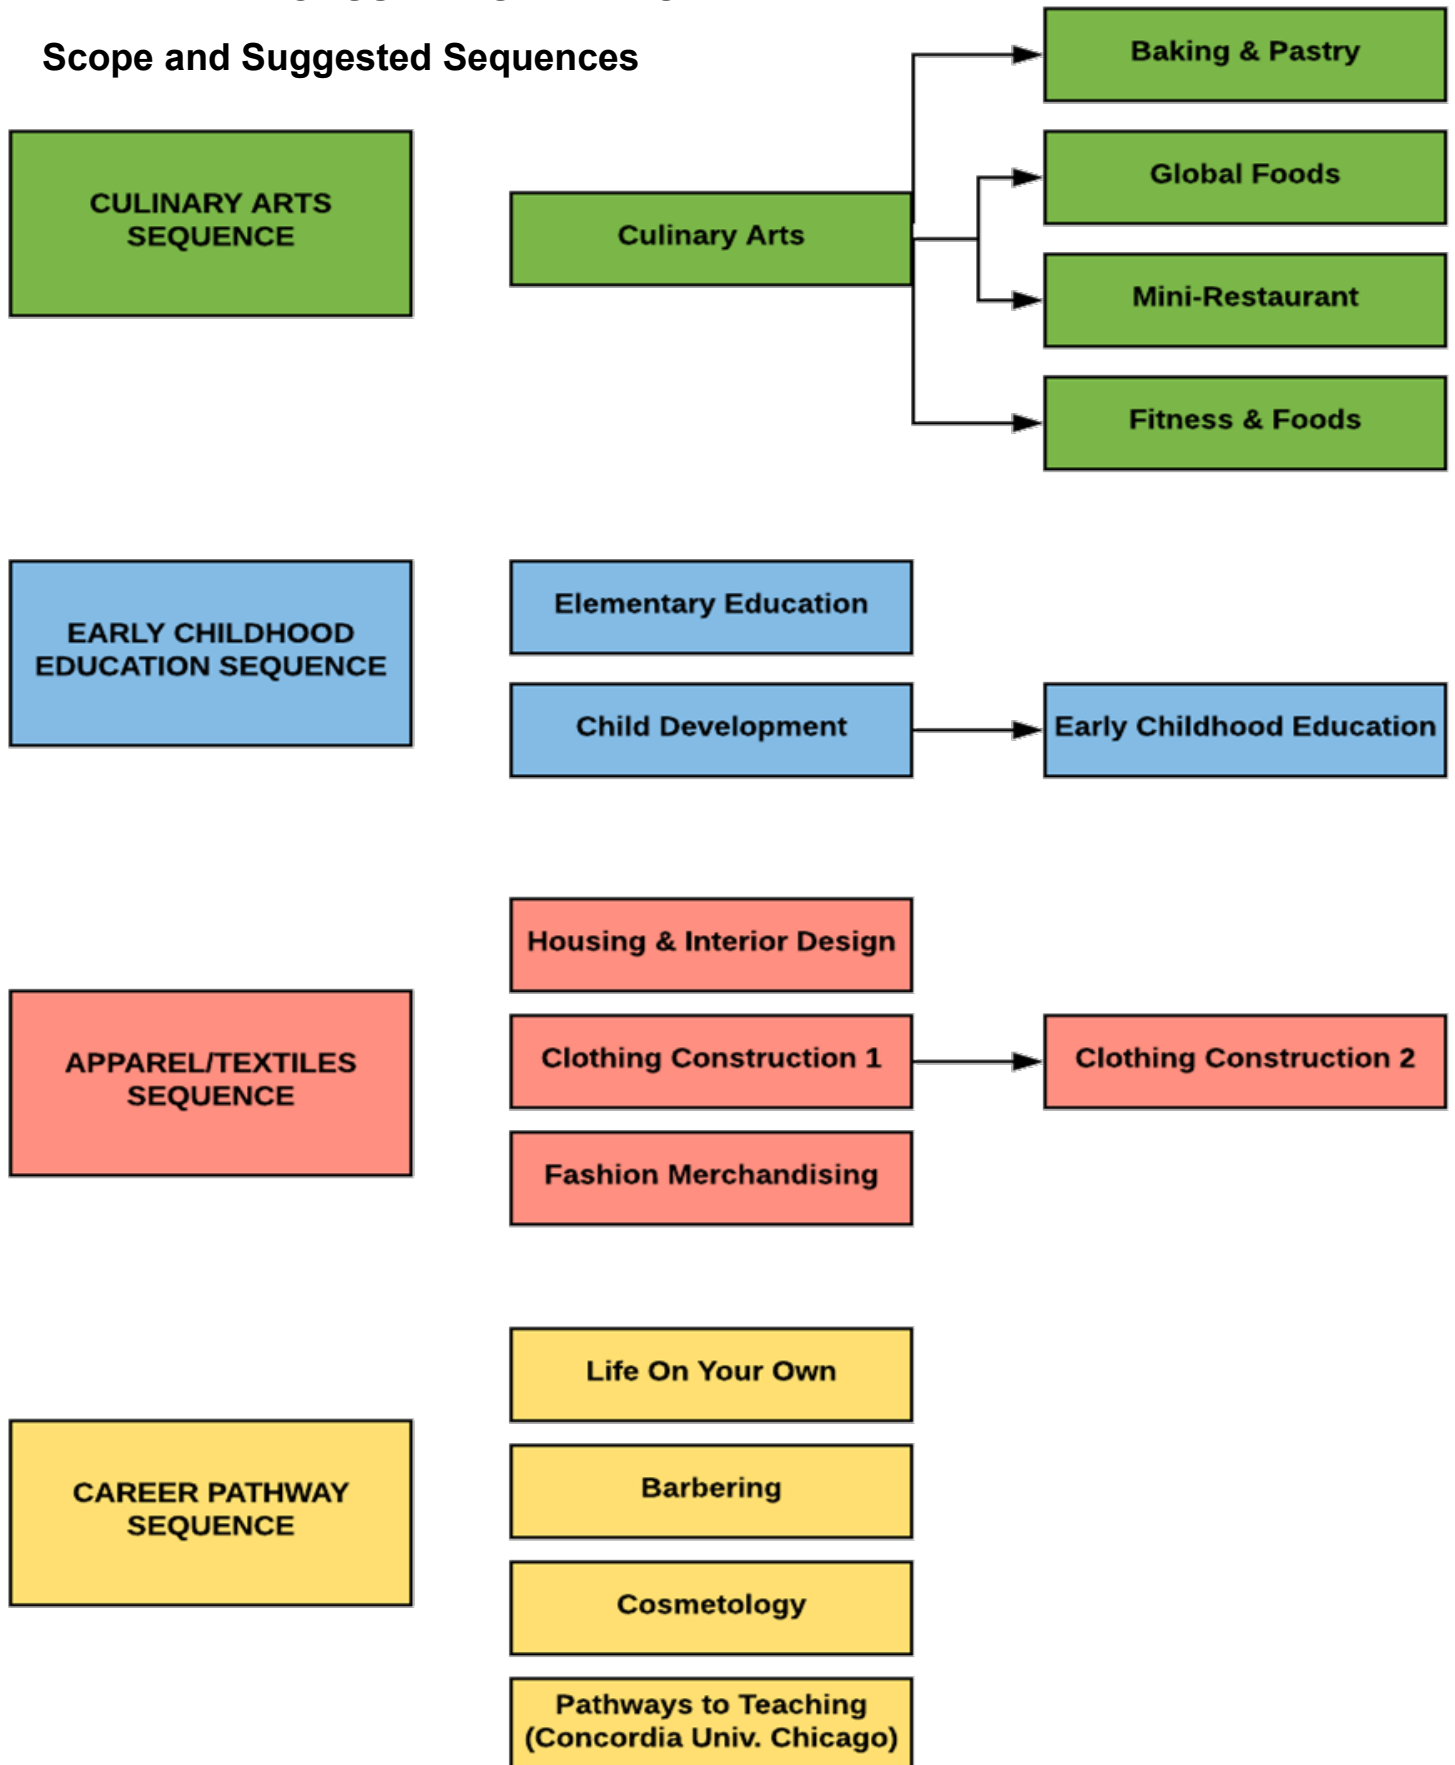 Scope and Suggested Sequences
CULINARY ARTS
SEQUENCE
Culinary Arts
Baking & Pastry
Global Foods
Mini-Restaurant
Fitness & Foods
EARLY CHILDHOOD
EDUCATION SEQUENCE
Elementary Education
Child Development
Early Childhood Education
APPAREL/TEXTILES
SEQUENCE
Housing & Interior Design
Clothing Construction 1
Clothing Construction 2
Fashion Merchandising
CAREER PATHWAY
SEQUENCE
Life On Your Own
Barbering
Cosmetology
Pathways to Teaching
(Concordia Univ. Chicago)